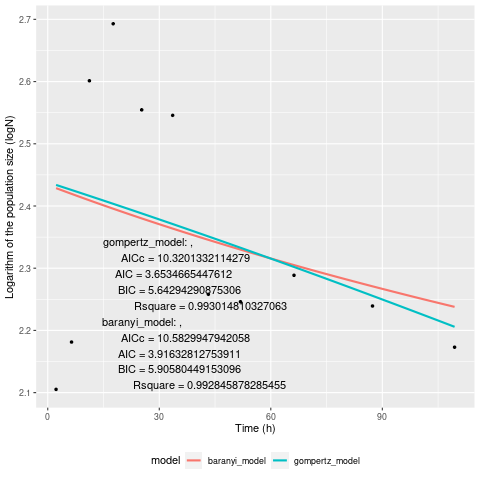 2.7
2.6
2.5
2.4
2.3
2.2
2.1
Logarithm of the population size (logN)
gompertz_model: ,
AICc = 10.3201332114279
AIC = 3.6534665447612
BIC = 5.64294290875306
Rsquare = 0.993014810327063
baranyi_model: ,
AICc = 10.5829947942058
AIC = 3.91632812753911
BIC = 5.90580449153096
Rsquare = 0.992845878285455
0 30 60 90
Time (h)
model baranyi_model gompertz_model